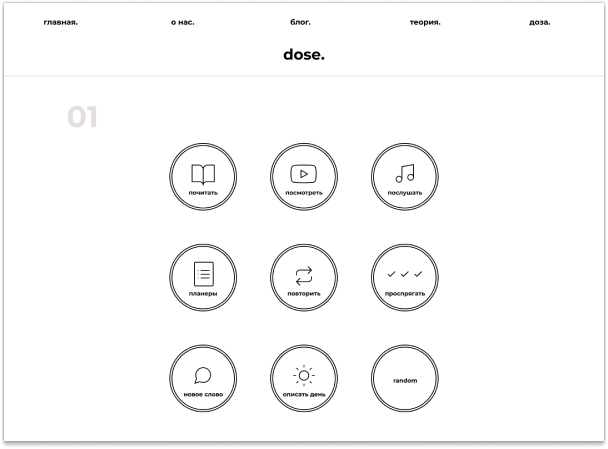 главная.
о нас.
блог.
теория.
доза.
dose.
01
почитать
посмотреть
послушать
планеры
повторить
проспрягать
новое слово
описать день
random